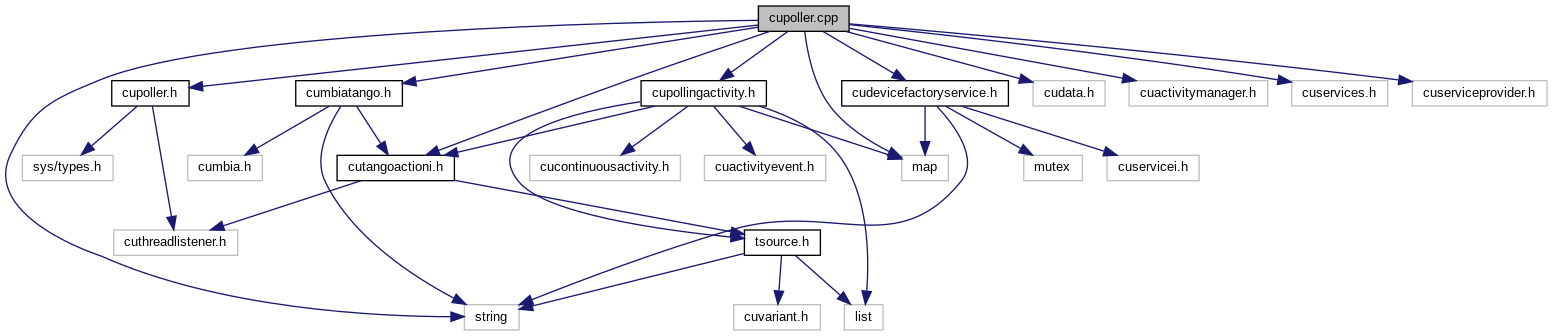 cupoller.cpp
cupoller.h
cumbiatango.h
cupollingactivity.h
cudevicefactoryservice.h
cudata.h
cuactivitymanager.h
cuservices.h
cuserviceprovider.h
sys/types.h
cumbia.h
cutangoactioni.h
cucontinuousactivity.h
cuactivityevent.h
map
mutex
cuservicei.h
cuthreadlistener.h
tsource.h
string
cuvariant.h
list